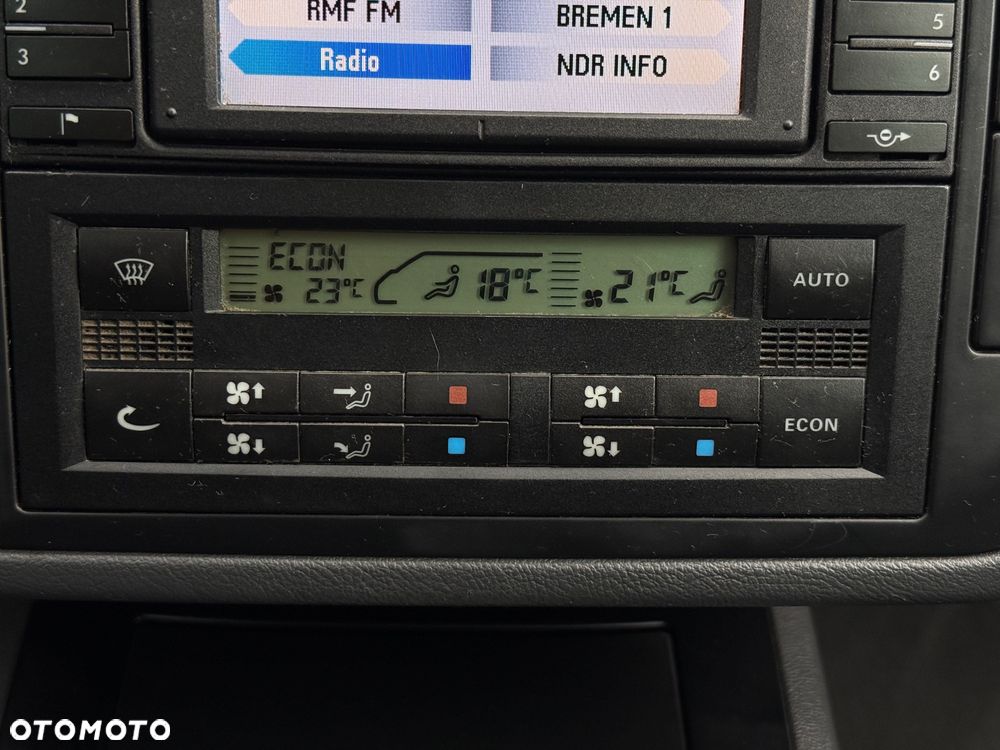 2
RMF FM
BREMEN 1
5
3
Radio
NDR INFO
6
ECON
23°C
18°C
21°C
AUTO
ECON
OTOMOTO